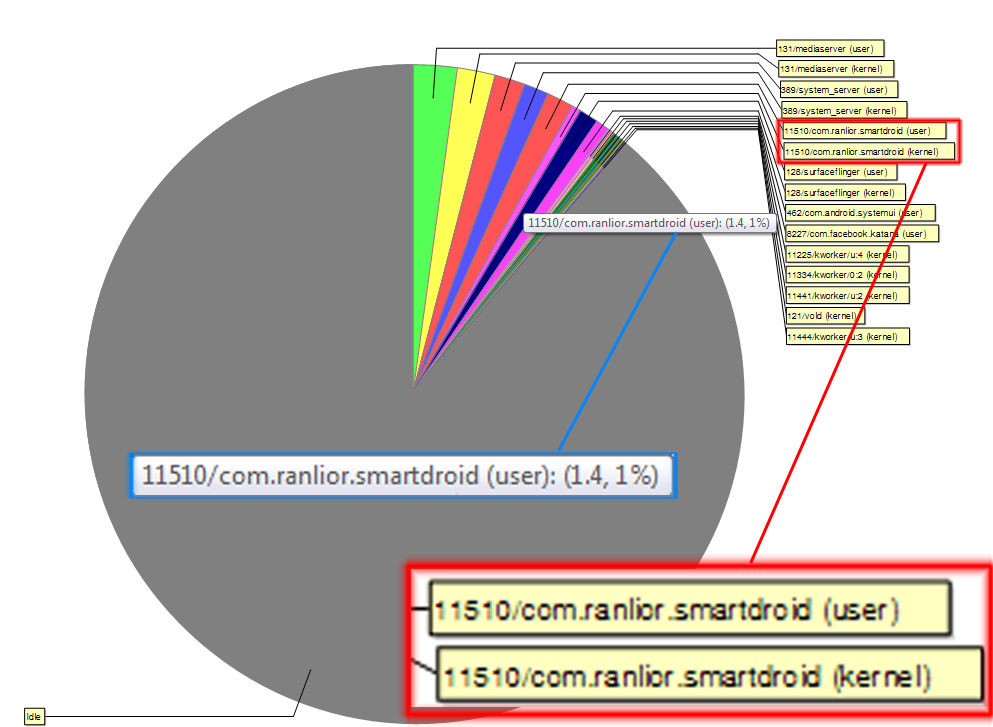 131/mediaserver (user)
131/mediaserver (kernel)
389/system_server (user)
389/system_server (kernel)
11510/com.ranlior.smartdroid (user)
11510/com.ranlior.smartdroid (kernel)
128/surfaceflinger (user)
128/surfaceflinger (kernel)
462/com.android.systemui (user)
11510/com.ranlior.smartdroid (user): (1.4, 1%)
8227/com.facebook.katana (user)
11225/kworker/u:4 (kernel)
11334/kworker/0:2 (kernel)
11441/kworker/u:2 (kernel)
121/vold (kernel)
11444/kworker/u:3 (kernel)
11510/com.ranlior.smartdroid (user): (1.4, 1%)
11510/com.ranlior.smartdroid (user)
11510/com.ranlior.smartdroid (kernel)
Idle